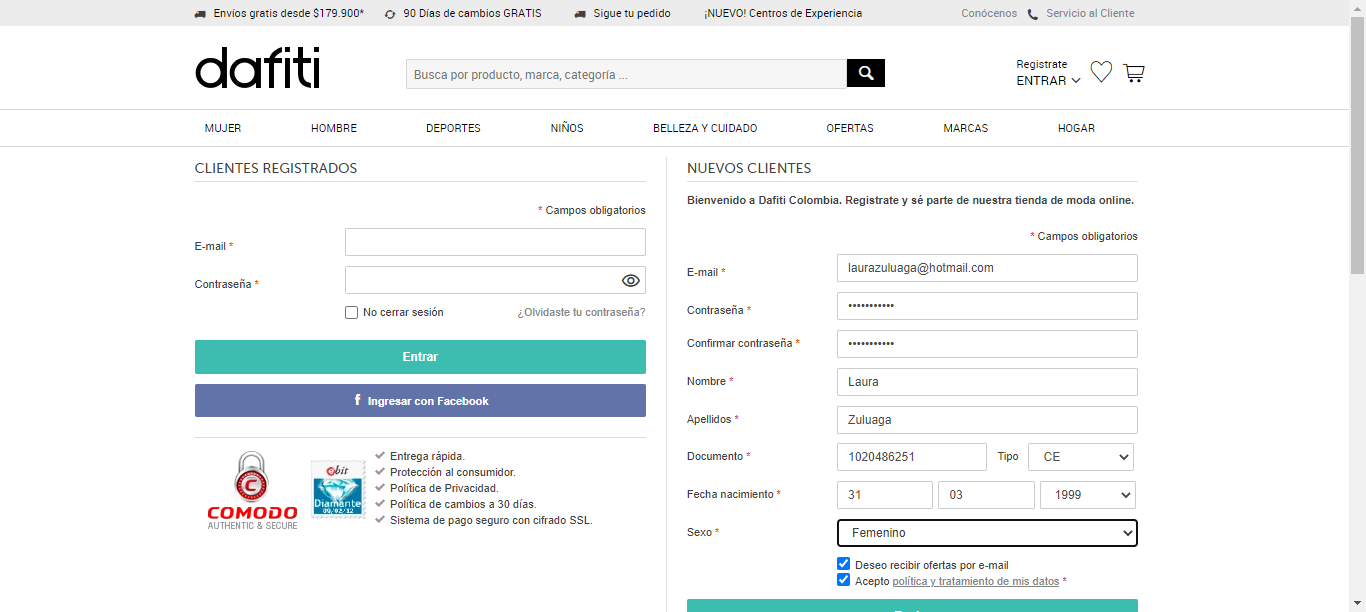 Envíos gratis desde $179.900* 90 Días de cambios GRATIS Sigue tu pedido ¡NUEVO! Centros de Experiencia Conócenos Servicio al Cliente
dafiti
Busca por producto, marca, categoría ...
Registrate
ENTRAR
MUJER HOMBRE DEPORTES NIÑOS BELLEZA Y CUIDADO OFERTAS MARCAS HOGAR
CLIENTES REGISTRADOS
* Campos obligatorios
E-mail *
Contraseña *
No cerrar sesión ¿Olvidaste tu contraseña?
Entrar
f Ingresar con Facebook
COMODO
AUTHENTIC & SECURE
ebit
Diamante
09/02/12
Entrega rápida.
Protección al consumidor.
Política de Privacidad.
Política de cambios a 30 días.
Sistema de pago seguro con cifrado SSL.
NUEVOS CLIENTES
Bienvenido a Dafiti Colombia. Registrate y sé parte de nuestra tienda de moda online.
* Campos obligatorios
E-mail * laurazuluaga@hotmail.com
Contraseña * •••••••••••
Confirmar contraseña * •••••••••••
Nombre * Laura
Apellidos * Zuluaga
Documento * 1020486251 Tipo CE
Fecha nacimiento * 31 03 1999
Sexo * Femenino
Deseo recibir ofertas por e-mail
Acepto política y tratamiento de mis datos *